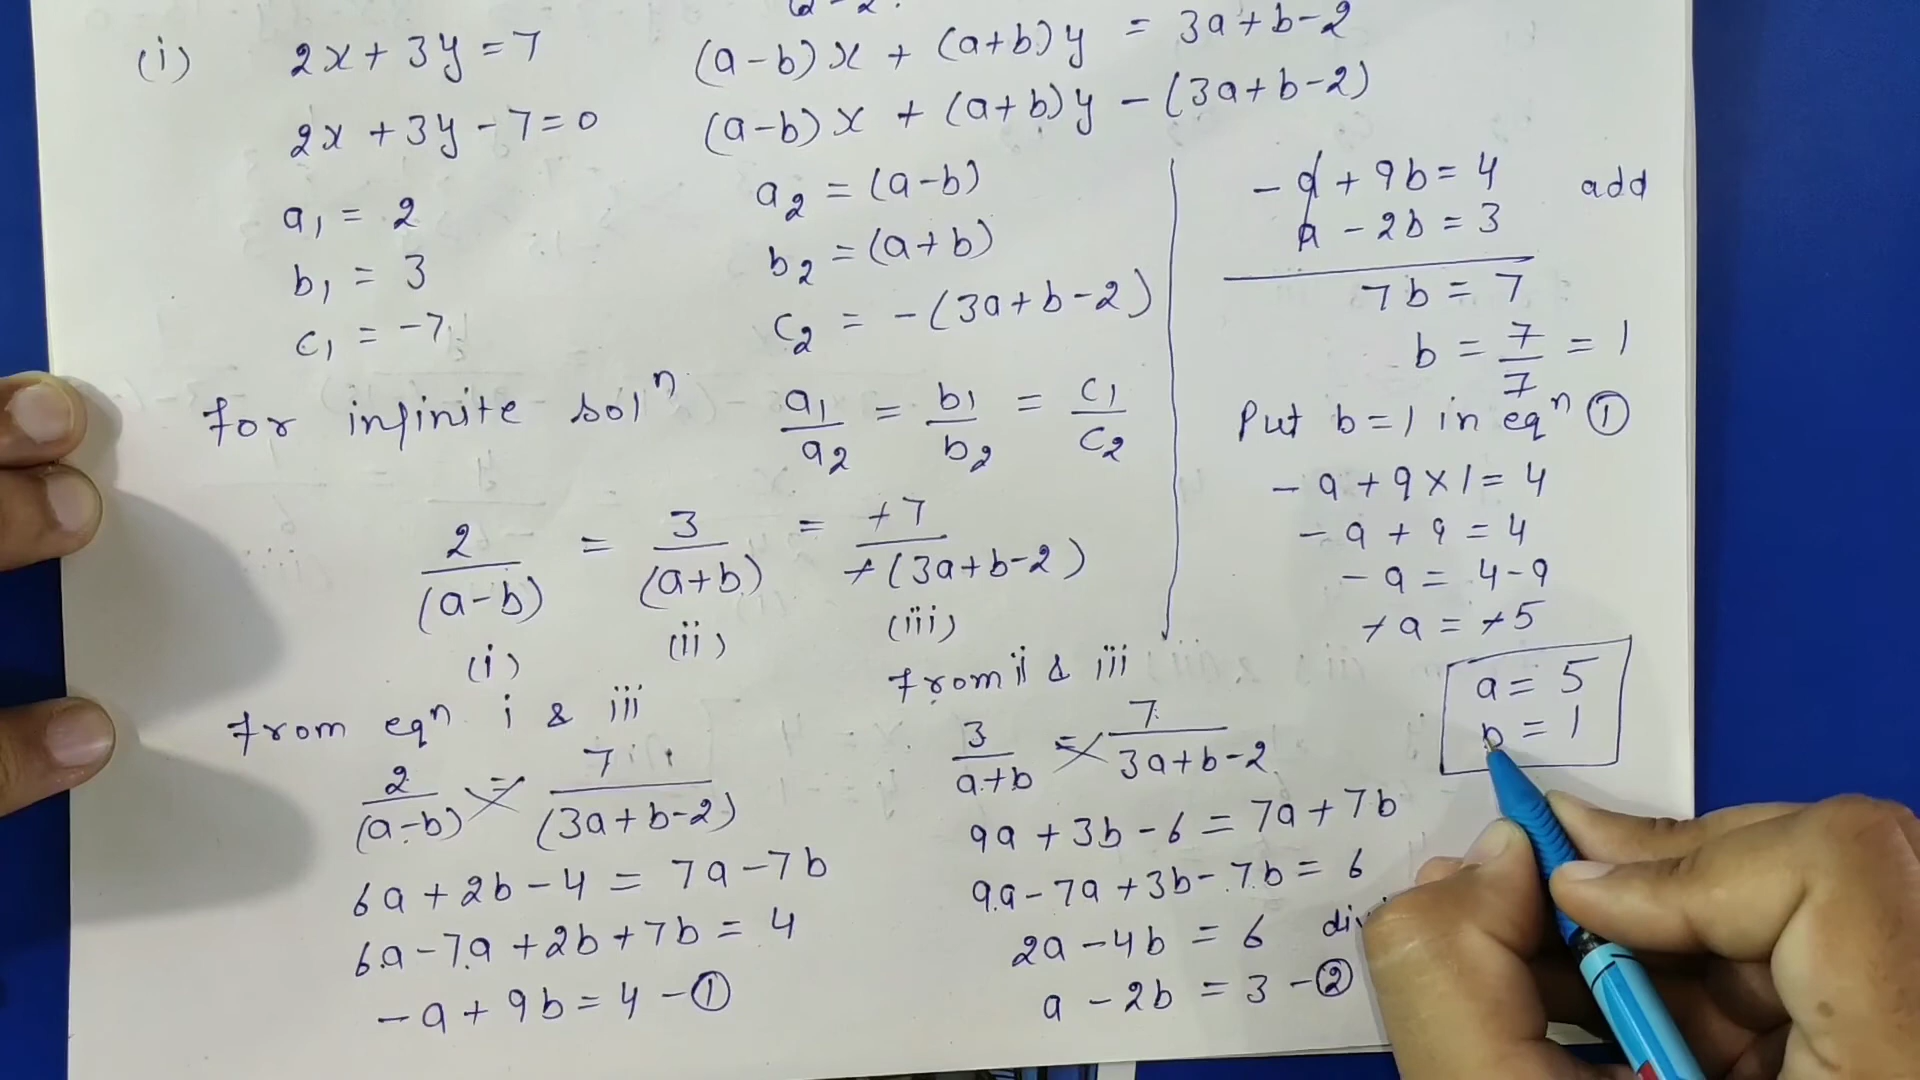 (i) 2x + 3y = 7 (a-b)x + (a+b)y = 3a+b-2
2x + 3y - 7 = 0 (a-b)x + (a+b)y - (3a+b-2)
a₁ = 2 a₂ = (a-b)
b₁ = 3 b₂ = (a+b)
c₁ = -7 c₂ = -(3a+b-2)
For infinite solⁿ a₁/a₂ = b₁/b₂ = c₁/c₂
2/(a-b) = 3/(a+b) = +7/+(3a+b-2)
(i) (ii) (iii)
From eqⁿ i & iii
2/(a-b) = 7/(3a+b-2)
6a + 2b - 4 = 7a - 7b
6a - 7a + 2b + 7b = 4
-a + 9b = 4 - ①
From ii & iii
3/a+b = 7/3a+b-2
9a + 3b - 6 = 7a + 7b
9a - 7a + 3b - 7b = 6
2a - 4b = 6
a - 2b = 3 - ②
-a + 9b = 4 add
a - 2b = 3
7b = 7
b = 7/7 = 1
Put b = 1 in eqⁿ ①
-a + 9 × 1 = 4
-a + 9 = 4
-a = 4-9
+a = +5
a = 5
b = 1